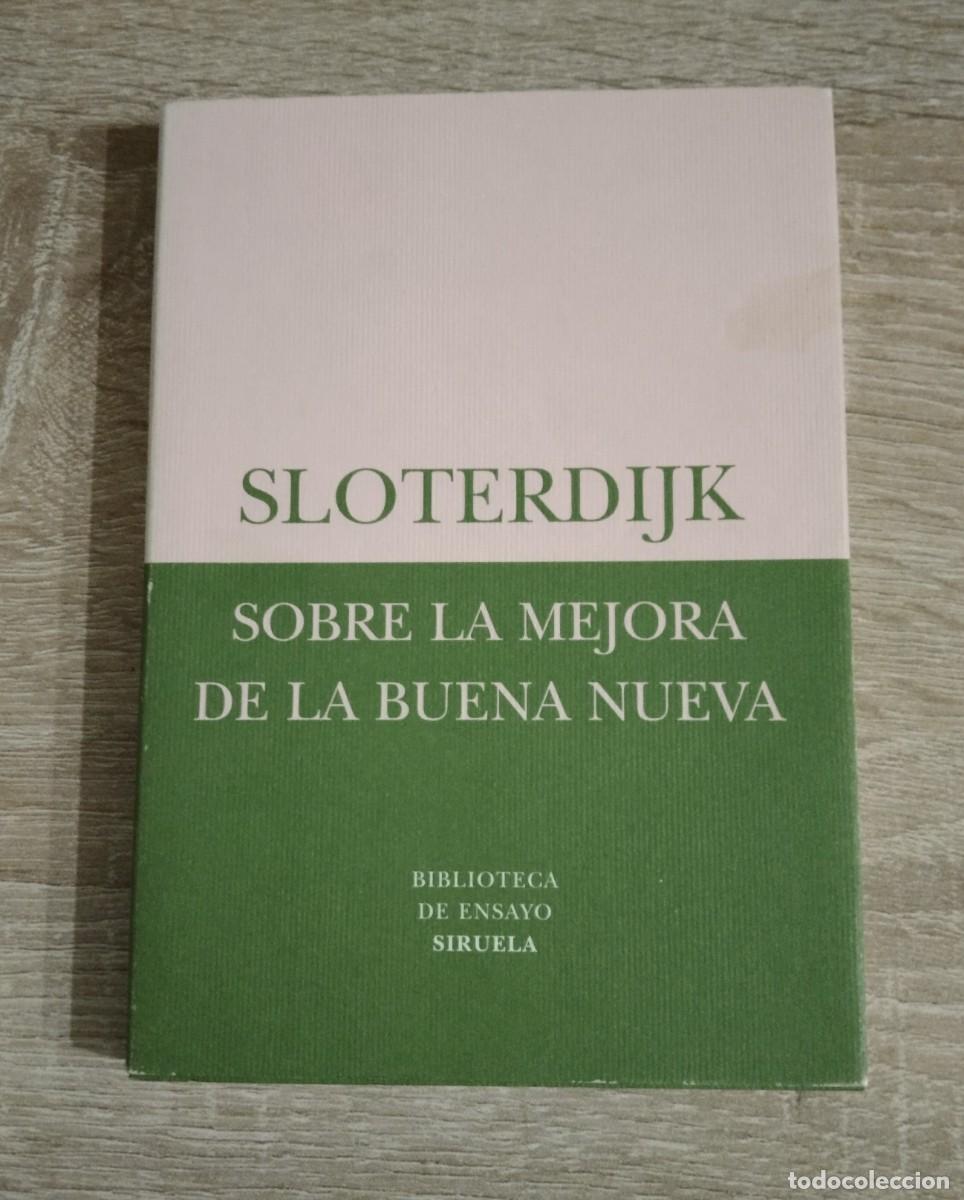 SLOTERDIJK
SOBRE LA MEJORA
DE LA BUENA NUEVA
BIBLIOTECA
DE ENSAYO
SIRUELA
todocoleccion